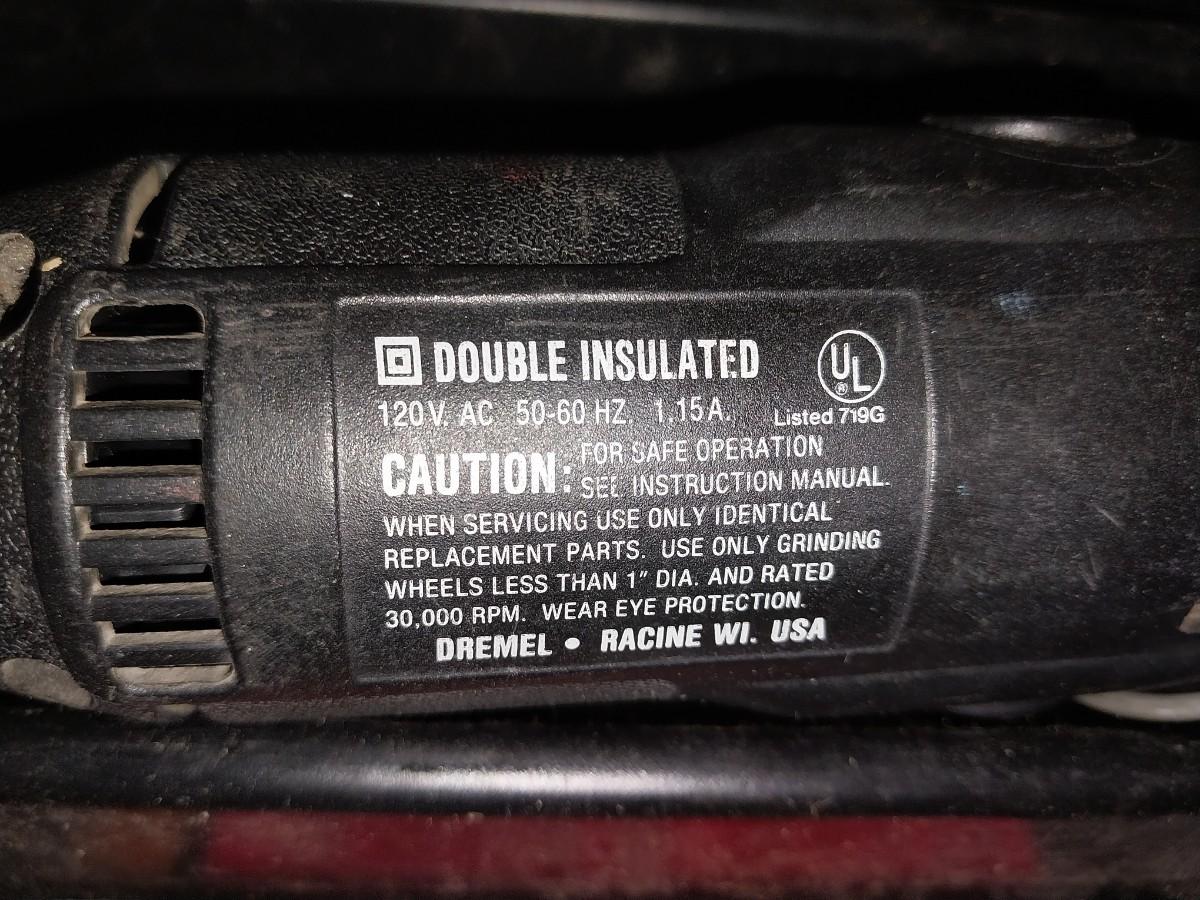 DOUBLE INSULATED
UL ®
120V. AC 50-60 HZ. 1.15A. Listed 719G
CAUTION: FOR SAFE OPERATION
SEE INSTRUCTION MANUAL.
WHEN SERVICING USE ONLY IDENTICAL
REPLACEMENT PARTS. USE ONLY GRINDING
WHEELS LESS THAN 1" DIA. AND RATED
30,000 RPM. WEAR EYE PROTECTION.
DREMEL • RACINE WI. USA